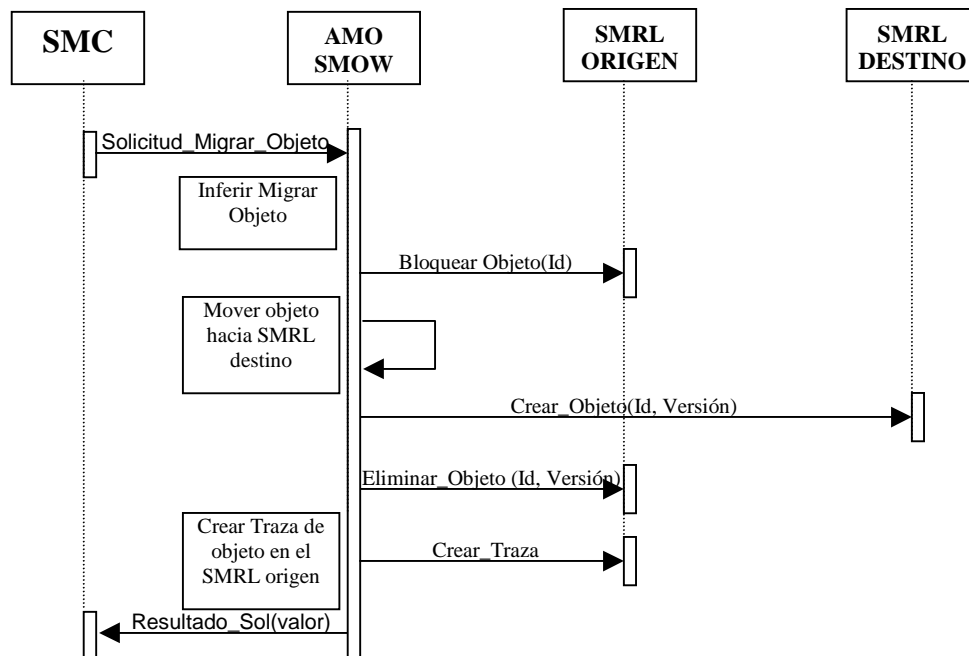 SMC
AMO
SMOW
SMRL
ORIGEN
SMRL
DESTINO
Solicitud_Migrar_Objeto
Inferir Migrar
Objeto
Bloquear Objeto(Id)
Mover objeto
hacia SMRL
destino
Crear_Objeto(Id, Versión)
Eliminar_Objeto (Id, Versión)
Crear Traza de
objeto en el
SMRL origen
Crear_Traza
Resultado_Sol(valor)